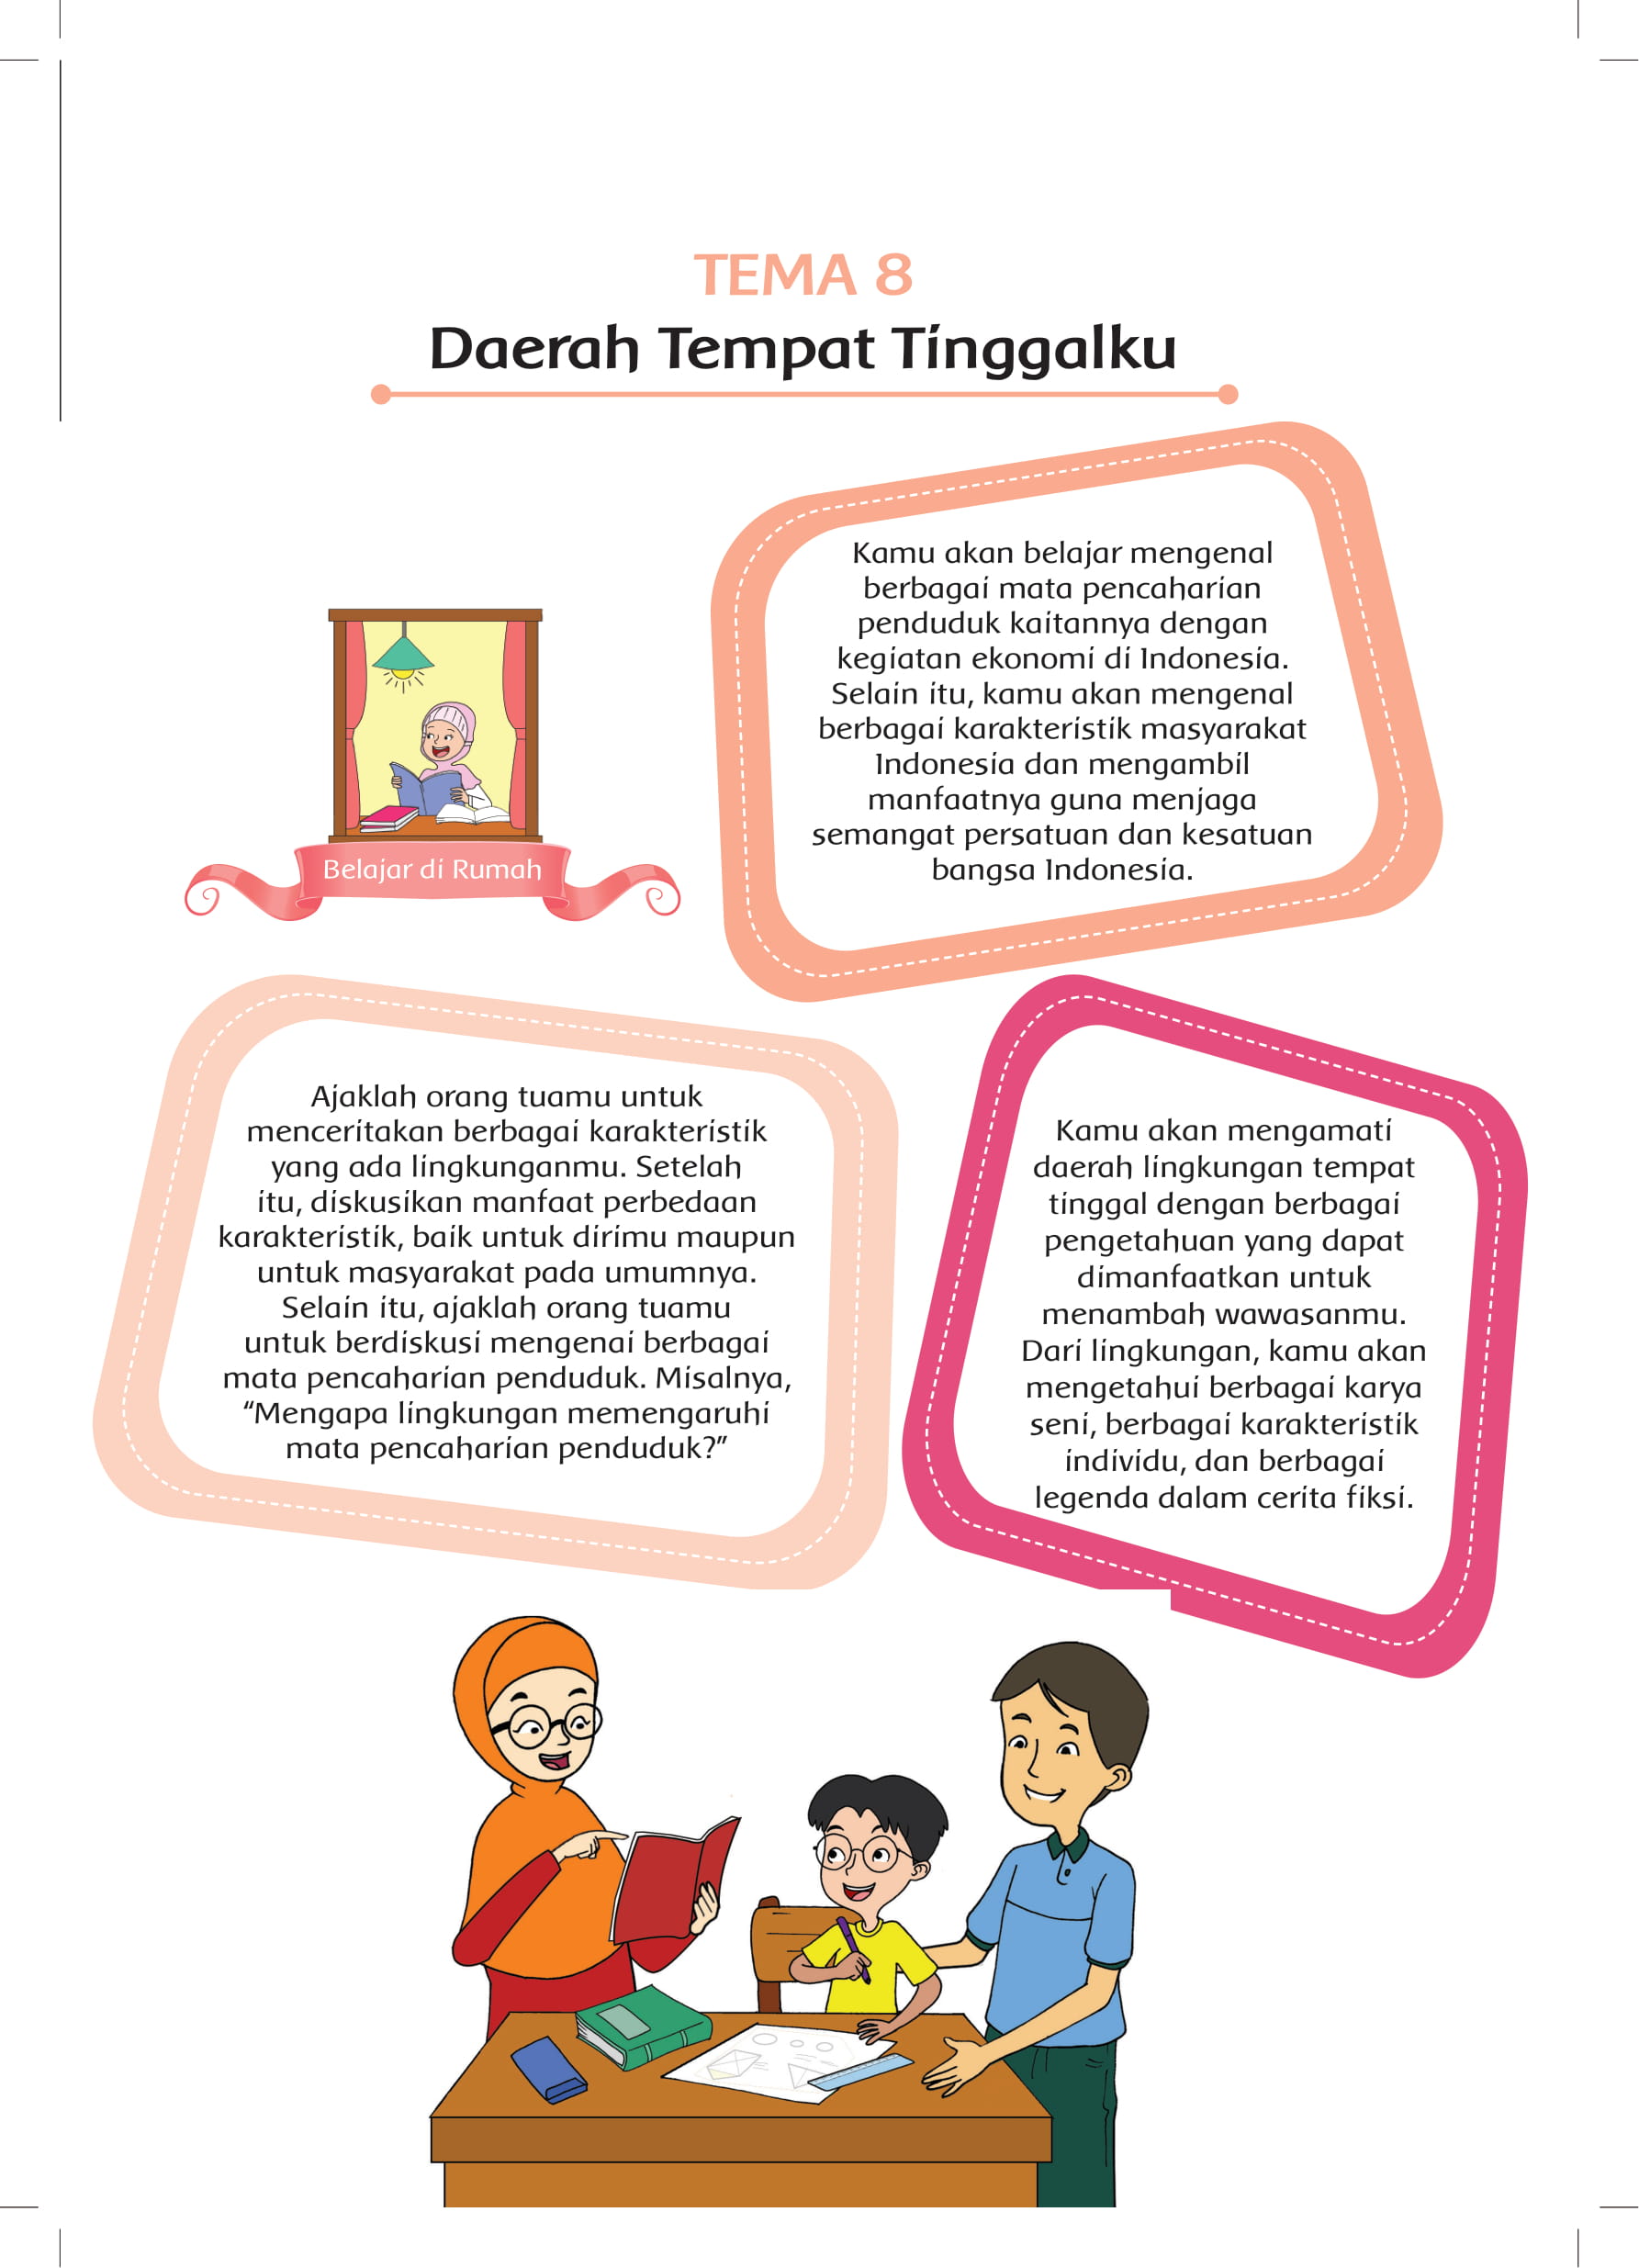 TEMA 8
Daerah Tempat Tinggalku
Kamu akan belajar mengenal
berbagai mata pencaharian
penduduk kaitannya dengan
kegiatan ekonomi di Indonesia.
Selain itu, kamu akan mengenal
berbagai karakteristik masyarakat
Indonesia dan mengambil
manfaatnya guna menjaga
semangat persatuan dan kesatuan
bangsa Indonesia.
Belajar di Rumah
Ajaklah orang tuamu untuk
menceritakan berbagai karakteristik
yang ada lingkunganmu. Setelah
itu, diskusikan manfaat perbedaan
karakteristik, baik untuk dirimu maupun
untuk masyarakat pada umumnya.
Selain itu, ajaklah orang tuamu
untuk berdiskusi mengenai berbagai
mata pencaharian penduduk. Misalnya,
“Mengapa lingkungan memengaruhi
mata pencaharian penduduk?”
Kamu akan mengamati
daerah lingkungan tempat
tinggal dengan berbagai
pengetahuan yang dapat
dimanfaatkan untuk
menambah wawasanmu.
Dari lingkungan, kamu akan
mengetahui berbagai karya
seni, berbagai karakteristik
individu, dan berbagai
legenda dalam cerita fiksi.